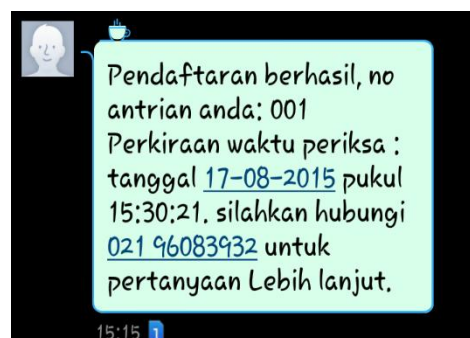 Pendaftaran berhasil, no
antrian anda: 001
Perkiraan waktu periksa :
tanggal 17-08-2015 pukul
15:30:21. silahkan hubungi
021 96083932 untuk
pertanyaan Lebih lanjut.
15:15 1